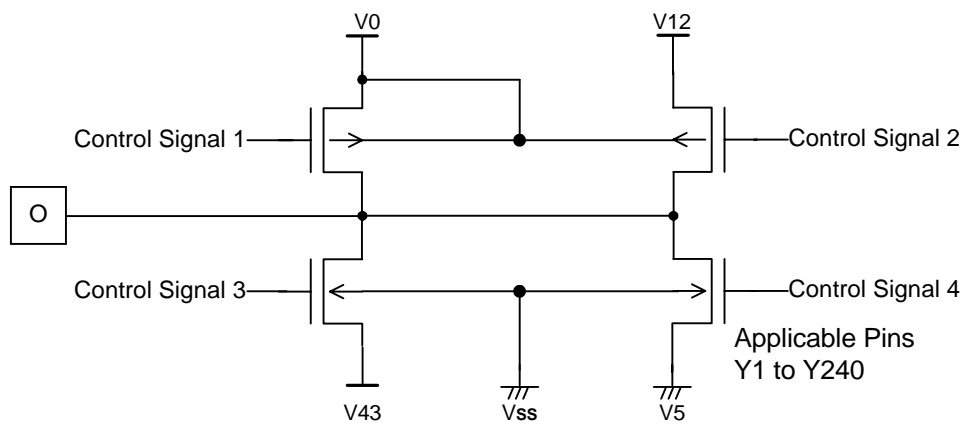 V0
V12
Control Signal 1
Control Signal 2
O
Control Signal 3
Control Signal 4
Applicable Pins
Y1 to Y240
V43
Vss
V5